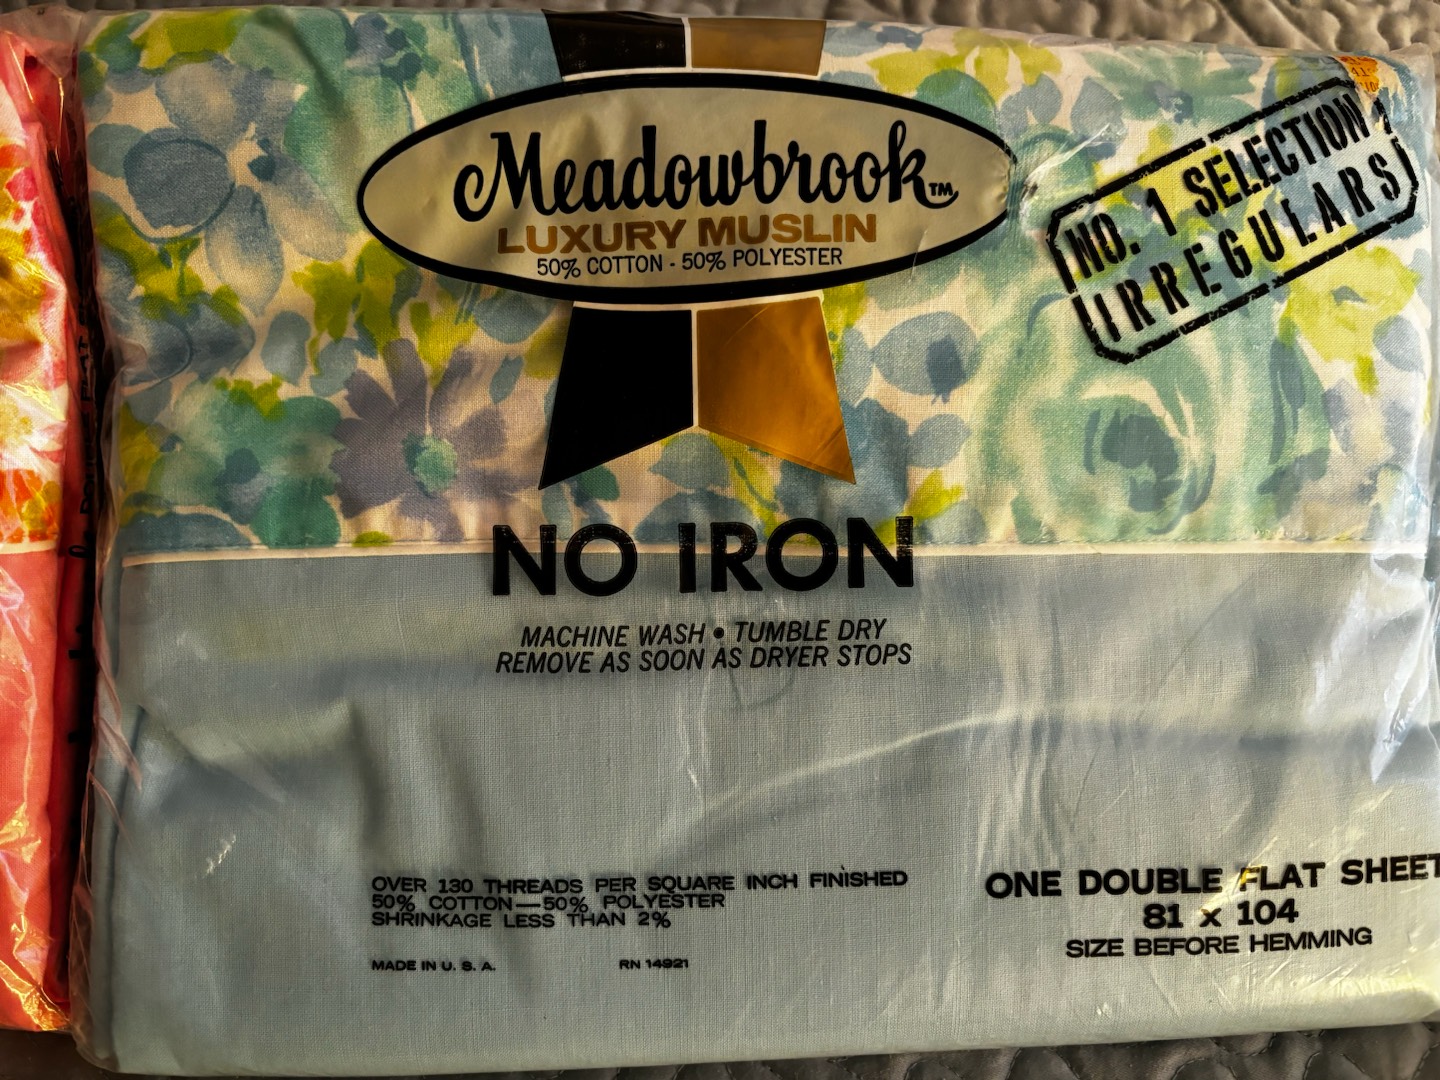 Meadowbrook™
LUXURY MUSLIN
50% COTTON - 50% POLYESTER
NO. 1 SELECTION
IRREGULARS
NO IRON
MACHINE WASH • TUMBLE DRY
REMOVE AS SOON AS DRYER STOPS
OVER 130 THREADS PER SQUARE INCH FINISHED
50% COTTON—50% POLYESTER
SHRINKAGE LESS THAN 2%
MADE IN U. S. A. RN 14921
ONE DOUBLE FLAT SHEET
81 x 104
SIZE BEFORE HEMMING